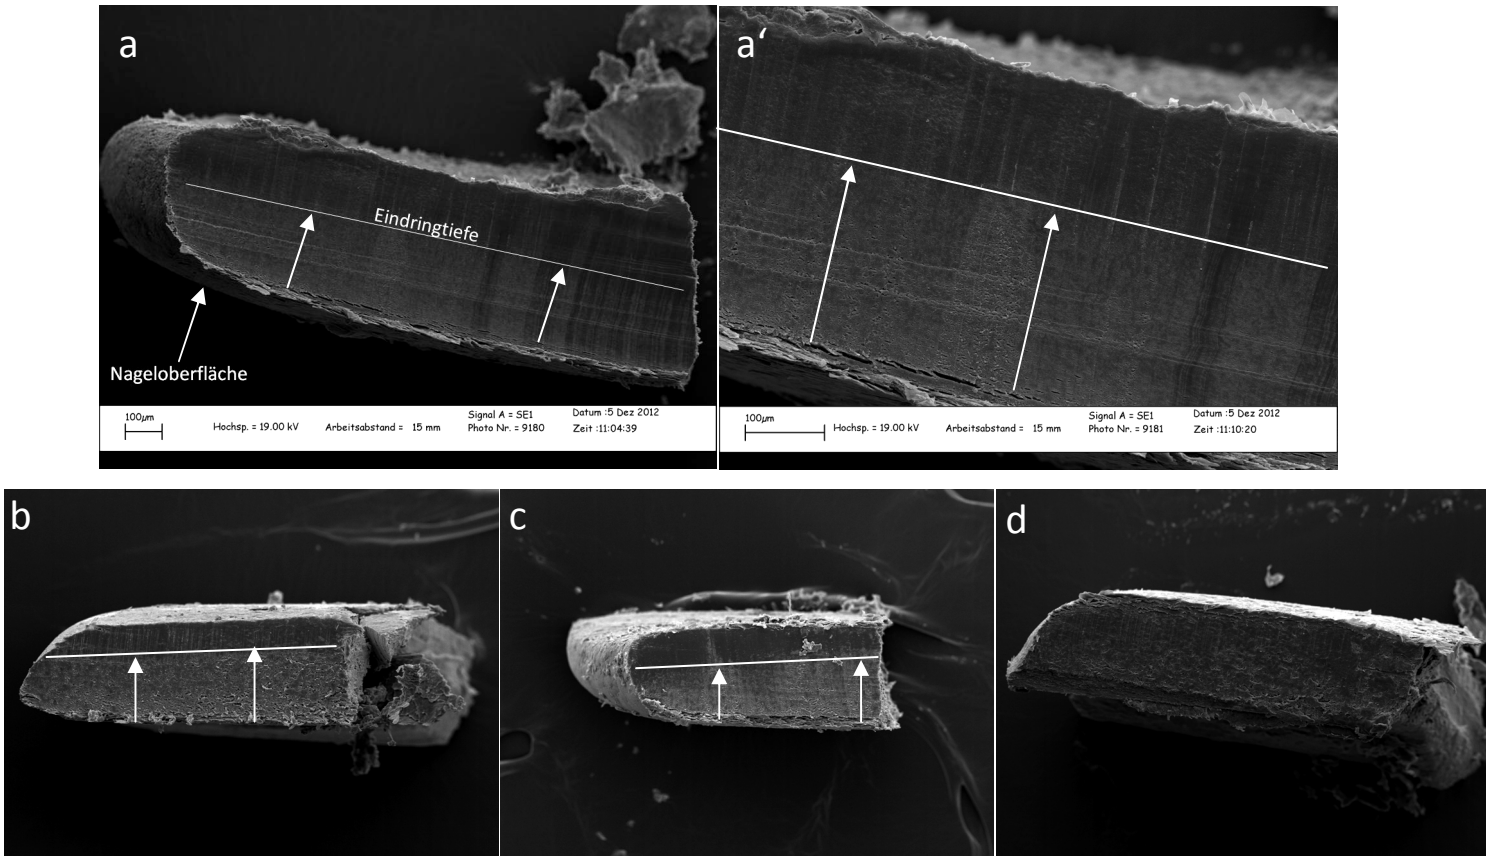 a
Eindringtiefe
Nageloberfläche
100µm
Hochsp. = 19.00 kV
Arbeitsabstand = 15 mm
Signal A = SE1
Photo Nr. = 9180
Datum :5 Dez 2012
Zeit :11:04:39
a‘
100µm
Hochsp. = 19.00 kV
Arbeitsabstand = 15 mm
Signal A = SE1
Photo Nr. = 9181
Datum :5 Dez 2012
Zeit :11:10:20
b
c
d